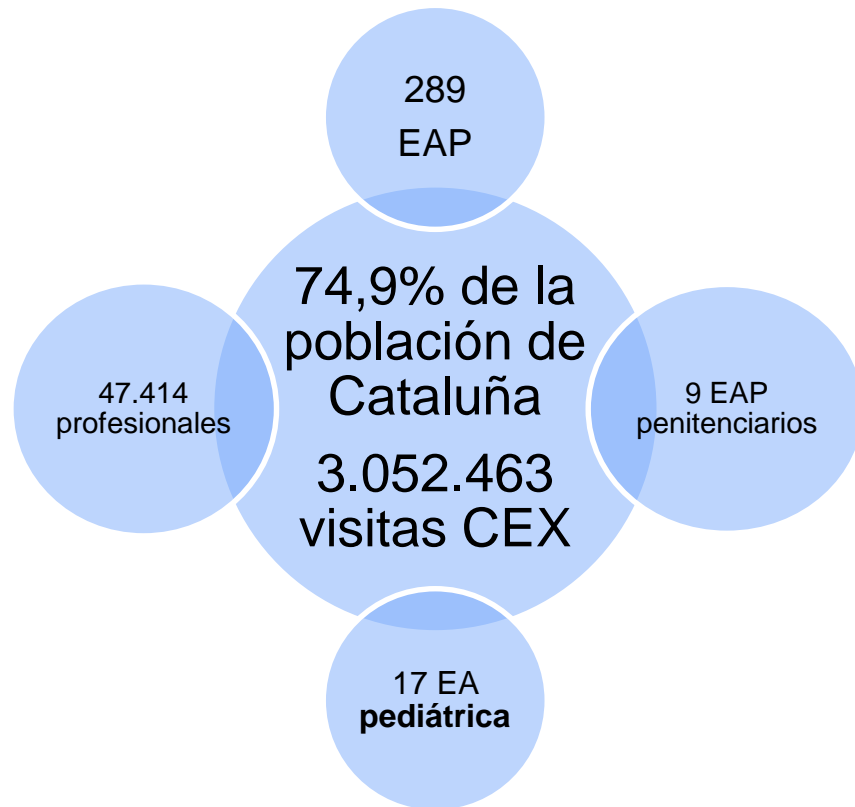 289
EAP
74,9% de la
población de
Cataluña
3.052.463
visitas CEX
47.414
profesionales
9 EAP
penitenciarios
17 EA
pediátrica